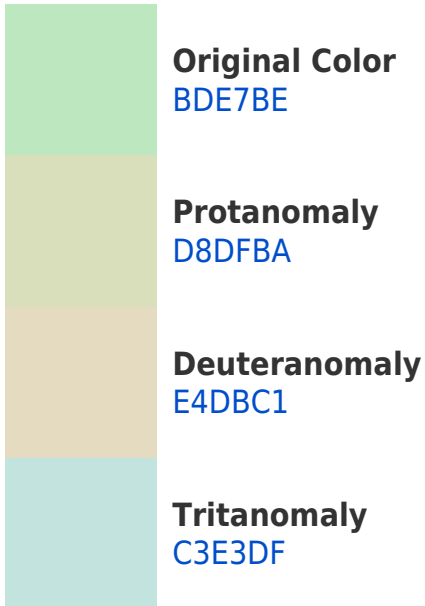 Original Color
BDE7BE
Protanomaly
D8DFBA
Deuteranomaly
E4DBC1
Tritanomaly
C3E3DF